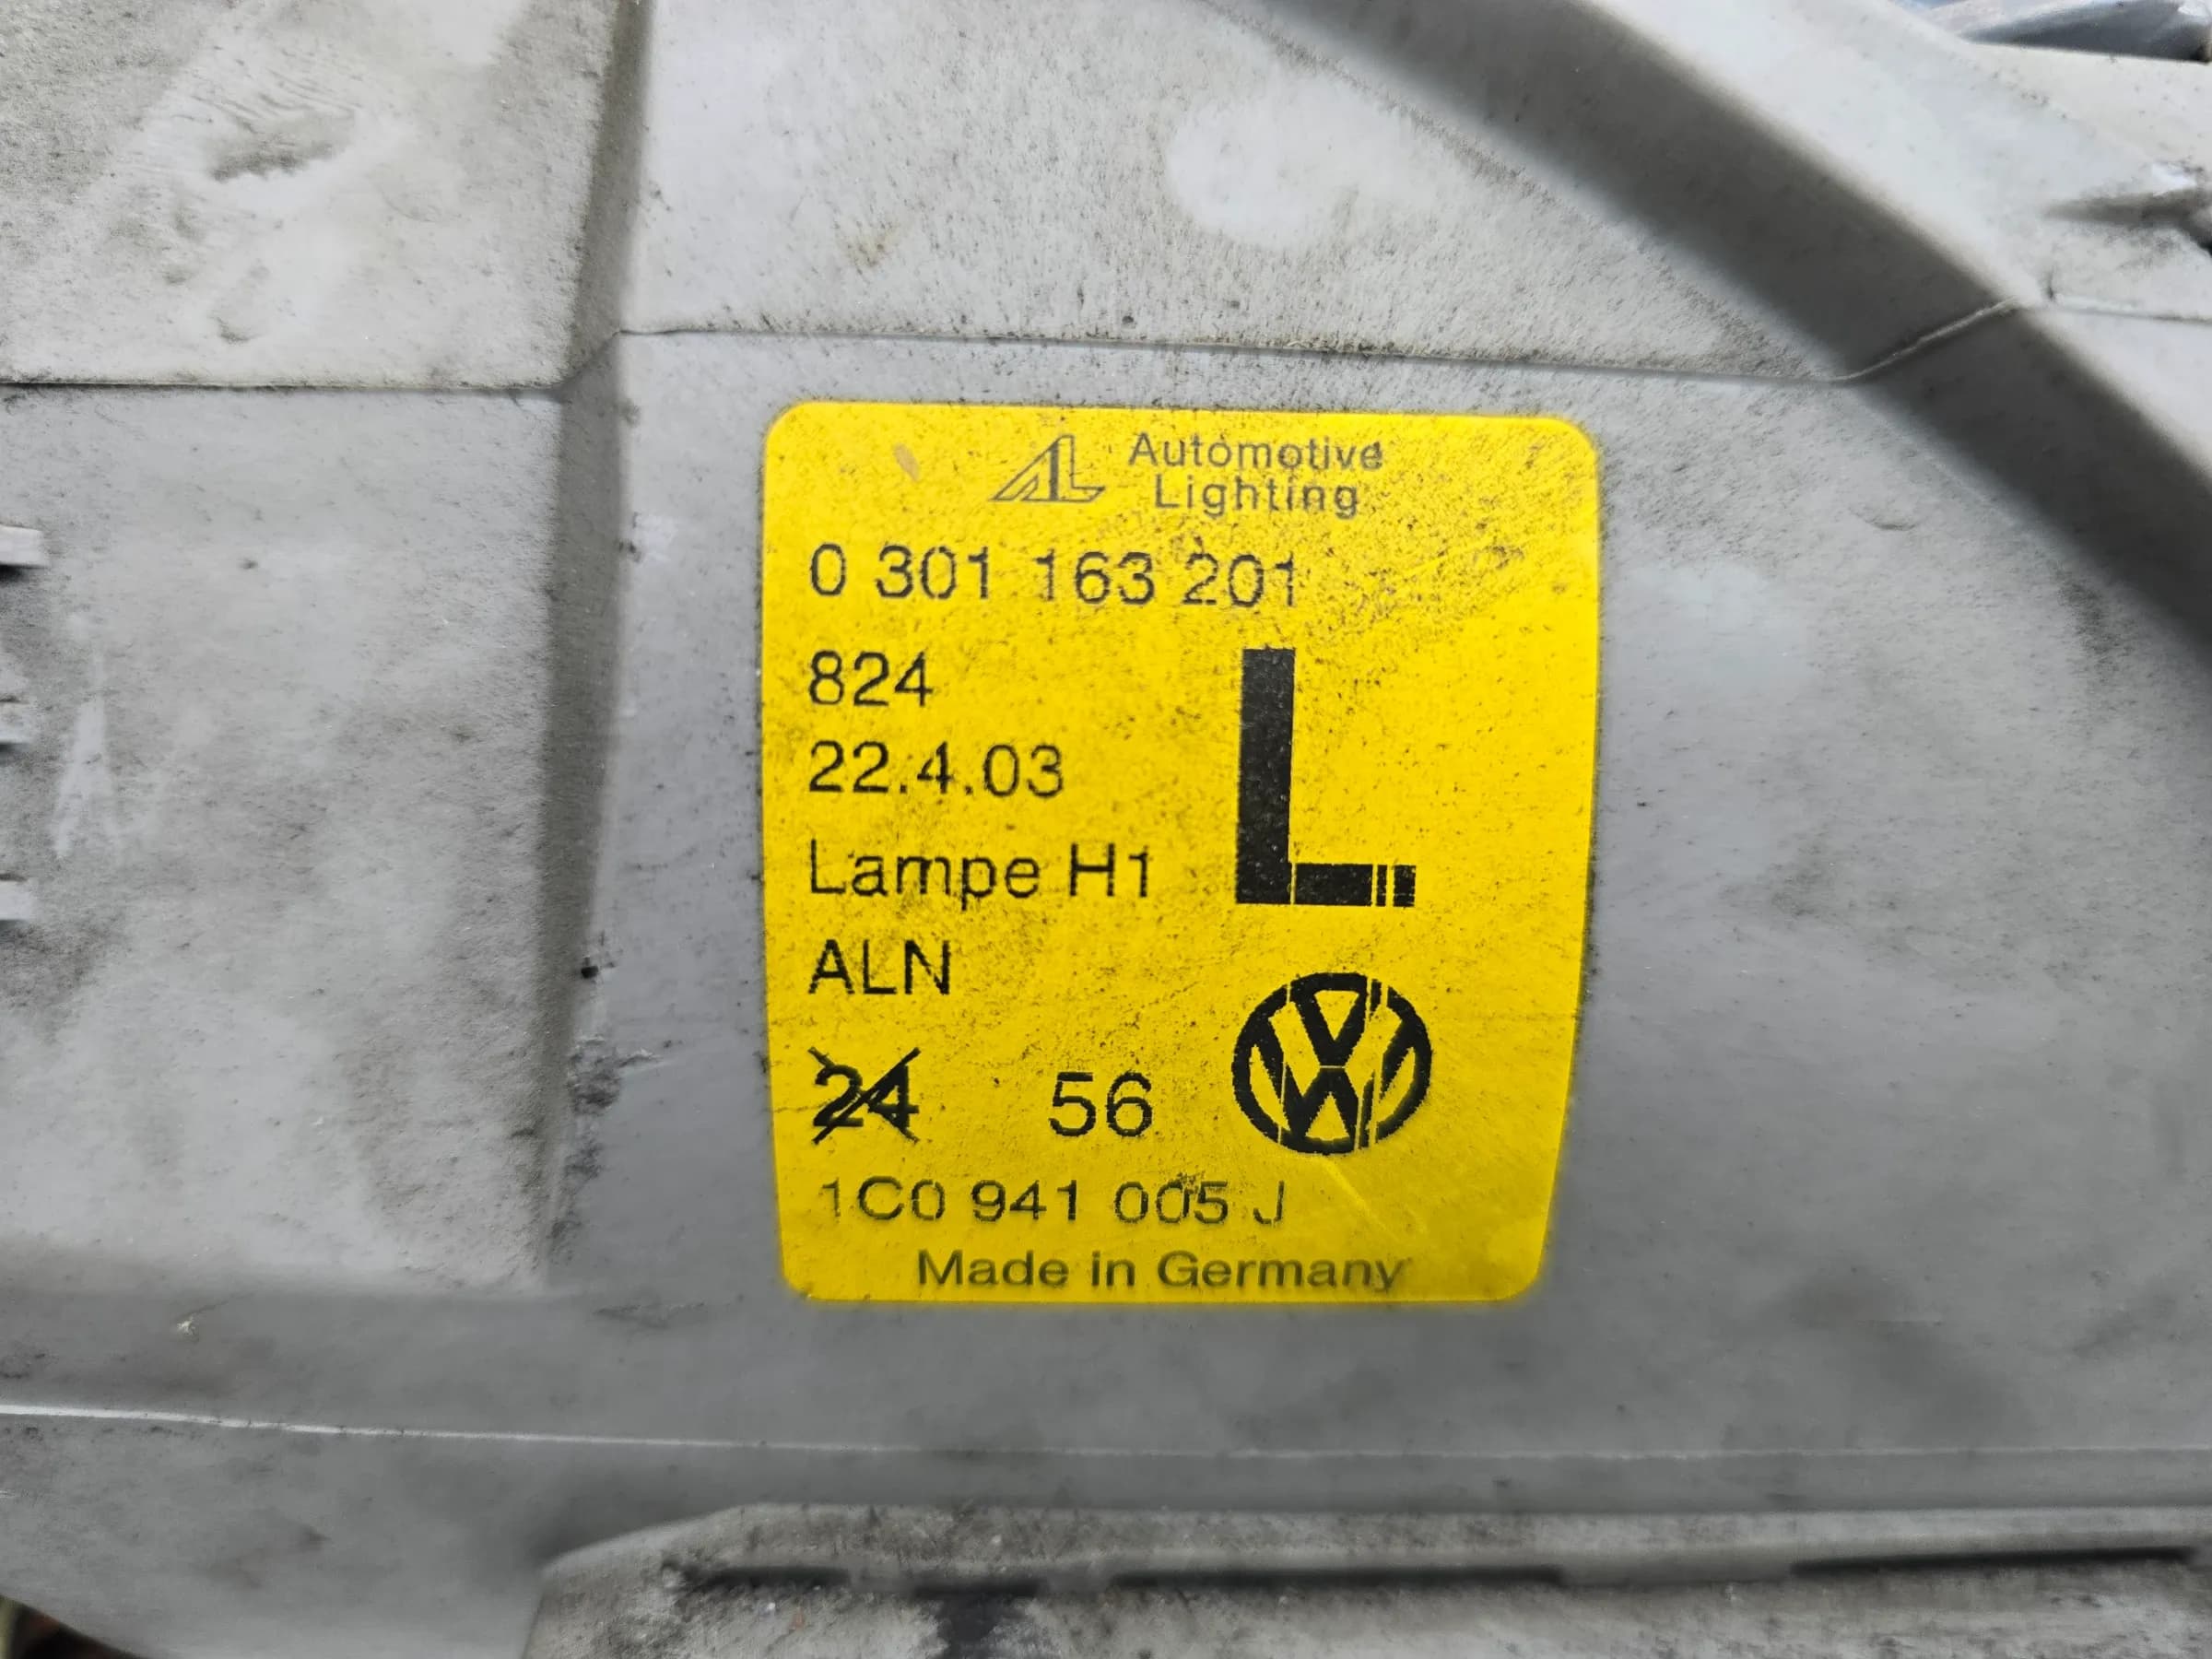 AL Automotive
Lighting
0 301 163 201
824
L
22.4.03
Lampe H1
ALN
24 56
1C0 941 005 J
Made in Germany